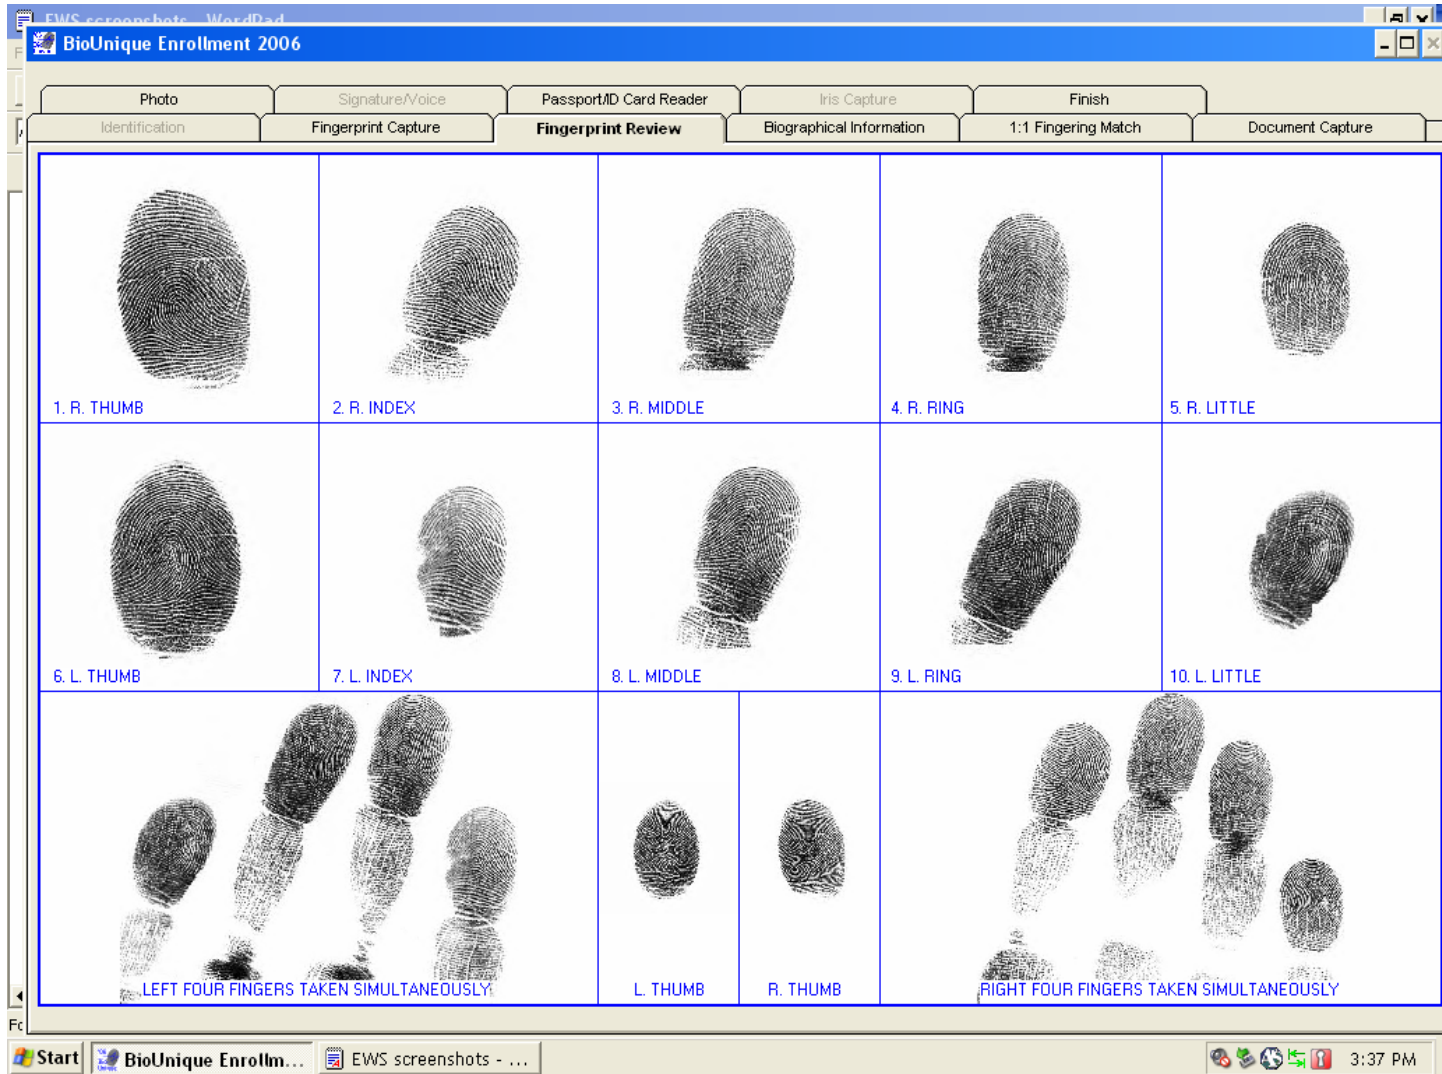 EWS screenshots - WordPad
BioUnique Enrollment 2006
Photo Signature/Voice Passport/ID Card Reader Iris Capture Finish
Identification Fingerprint Capture Fingerprint Review Biographical Information 1:1 Fingering Match Document Capture
1. R. THUMB 2. R. INDEX 3. R. MIDDLE 4. R. RING 5. R. LITTLE
6. L. THUMB 7. L. INDEX 8. L. MIDDLE 9. L. RING 10. L. LITTLE
LEFT FOUR FINGERS TAKEN SIMULTANEOUSLY L. THUMB R. THUMB RIGHT FOUR FINGERS TAKEN SIMULTANEOUSLY
Start BioUnique Enrollm... EWS screenshots - ... 3:37 PM